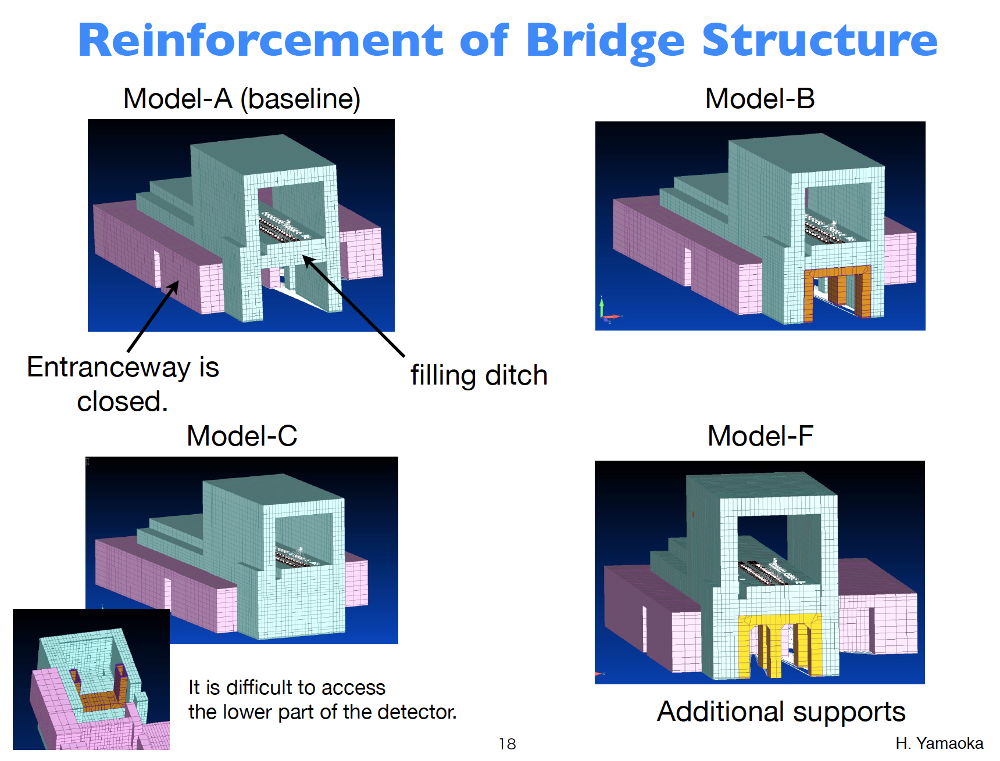 Reinforcement of Bridge Structure
Model-A (baseline)
Model-B
Entranceway is
closed.
filling ditch
Model-C
Model-F
It is difficult to access
the lower part of the detector.
Additional supports
18
H. Yamaoka